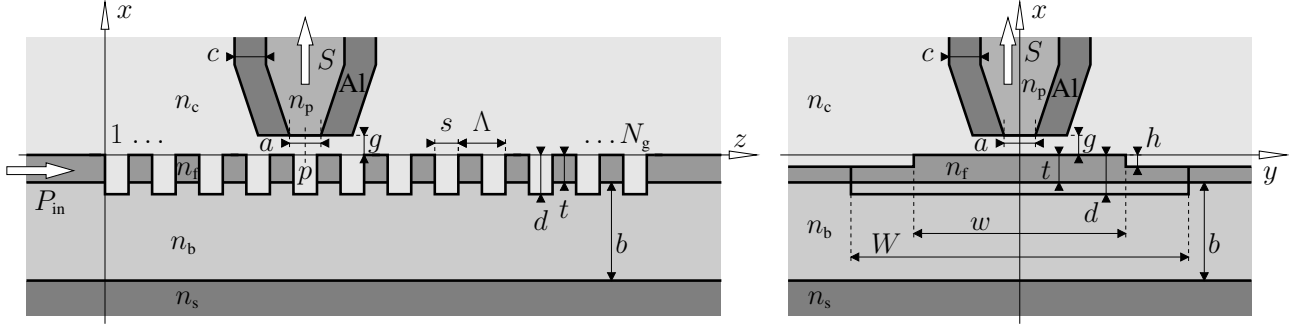 x
c
S
Al
n_c
n_p
s
Λ
1 ...
a
g
... N_g
z
n_f
p
P_in
d
t
n_b
b
n_s
x
c
S
n_p
Al
n_c
a
g
h
n_f
t
y
d
n_b
w
W
b
n_s